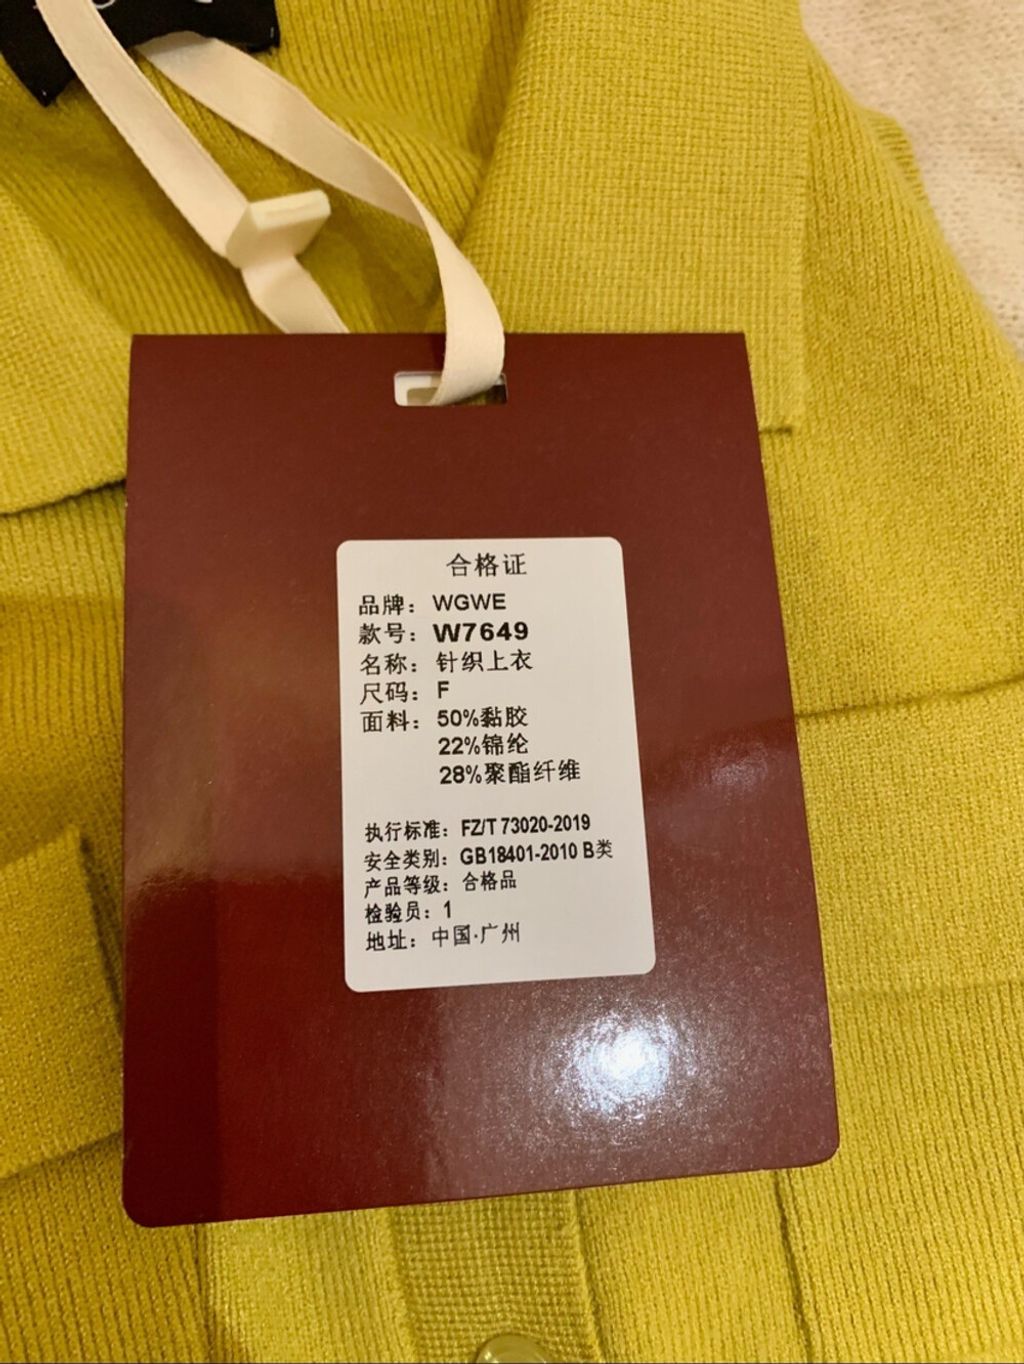 合格证
品牌：WGWE
款号：W7649
名称：针织上衣
尺码：F
面料：50%黏胶
22%锦纶
28%聚酯纤维
执行标准：FZ/T 73020-2019
安全类别：GB18401-2010 B类
产品等级：合格品
检验员：1
地址：中国·广州